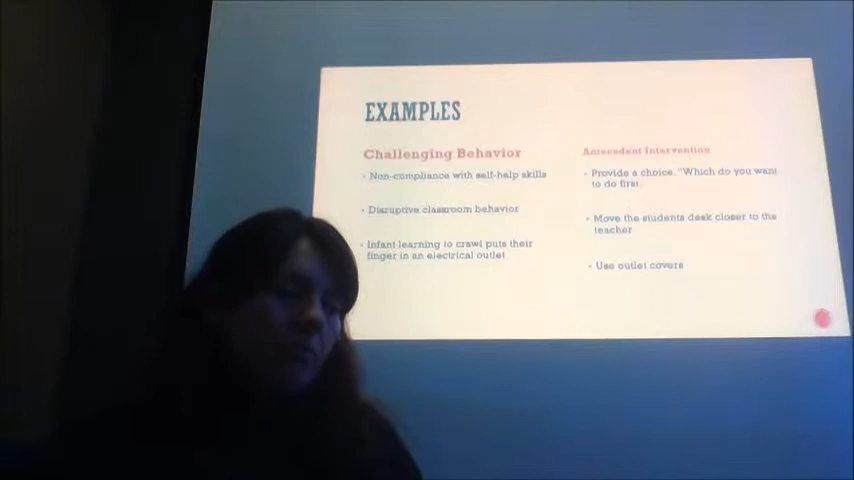 EXAMPLES
Challenging Behavior
• Non-compliance with self-help skills
• Disruptive classroom behavior
• Infant learning to crawl puts their
finger in an electrical outlet
Antecedent Intervention
• Provide a choice. "Which do you want
to do first.
• Move the students desk closer to the
teacher
• Use outlet covers